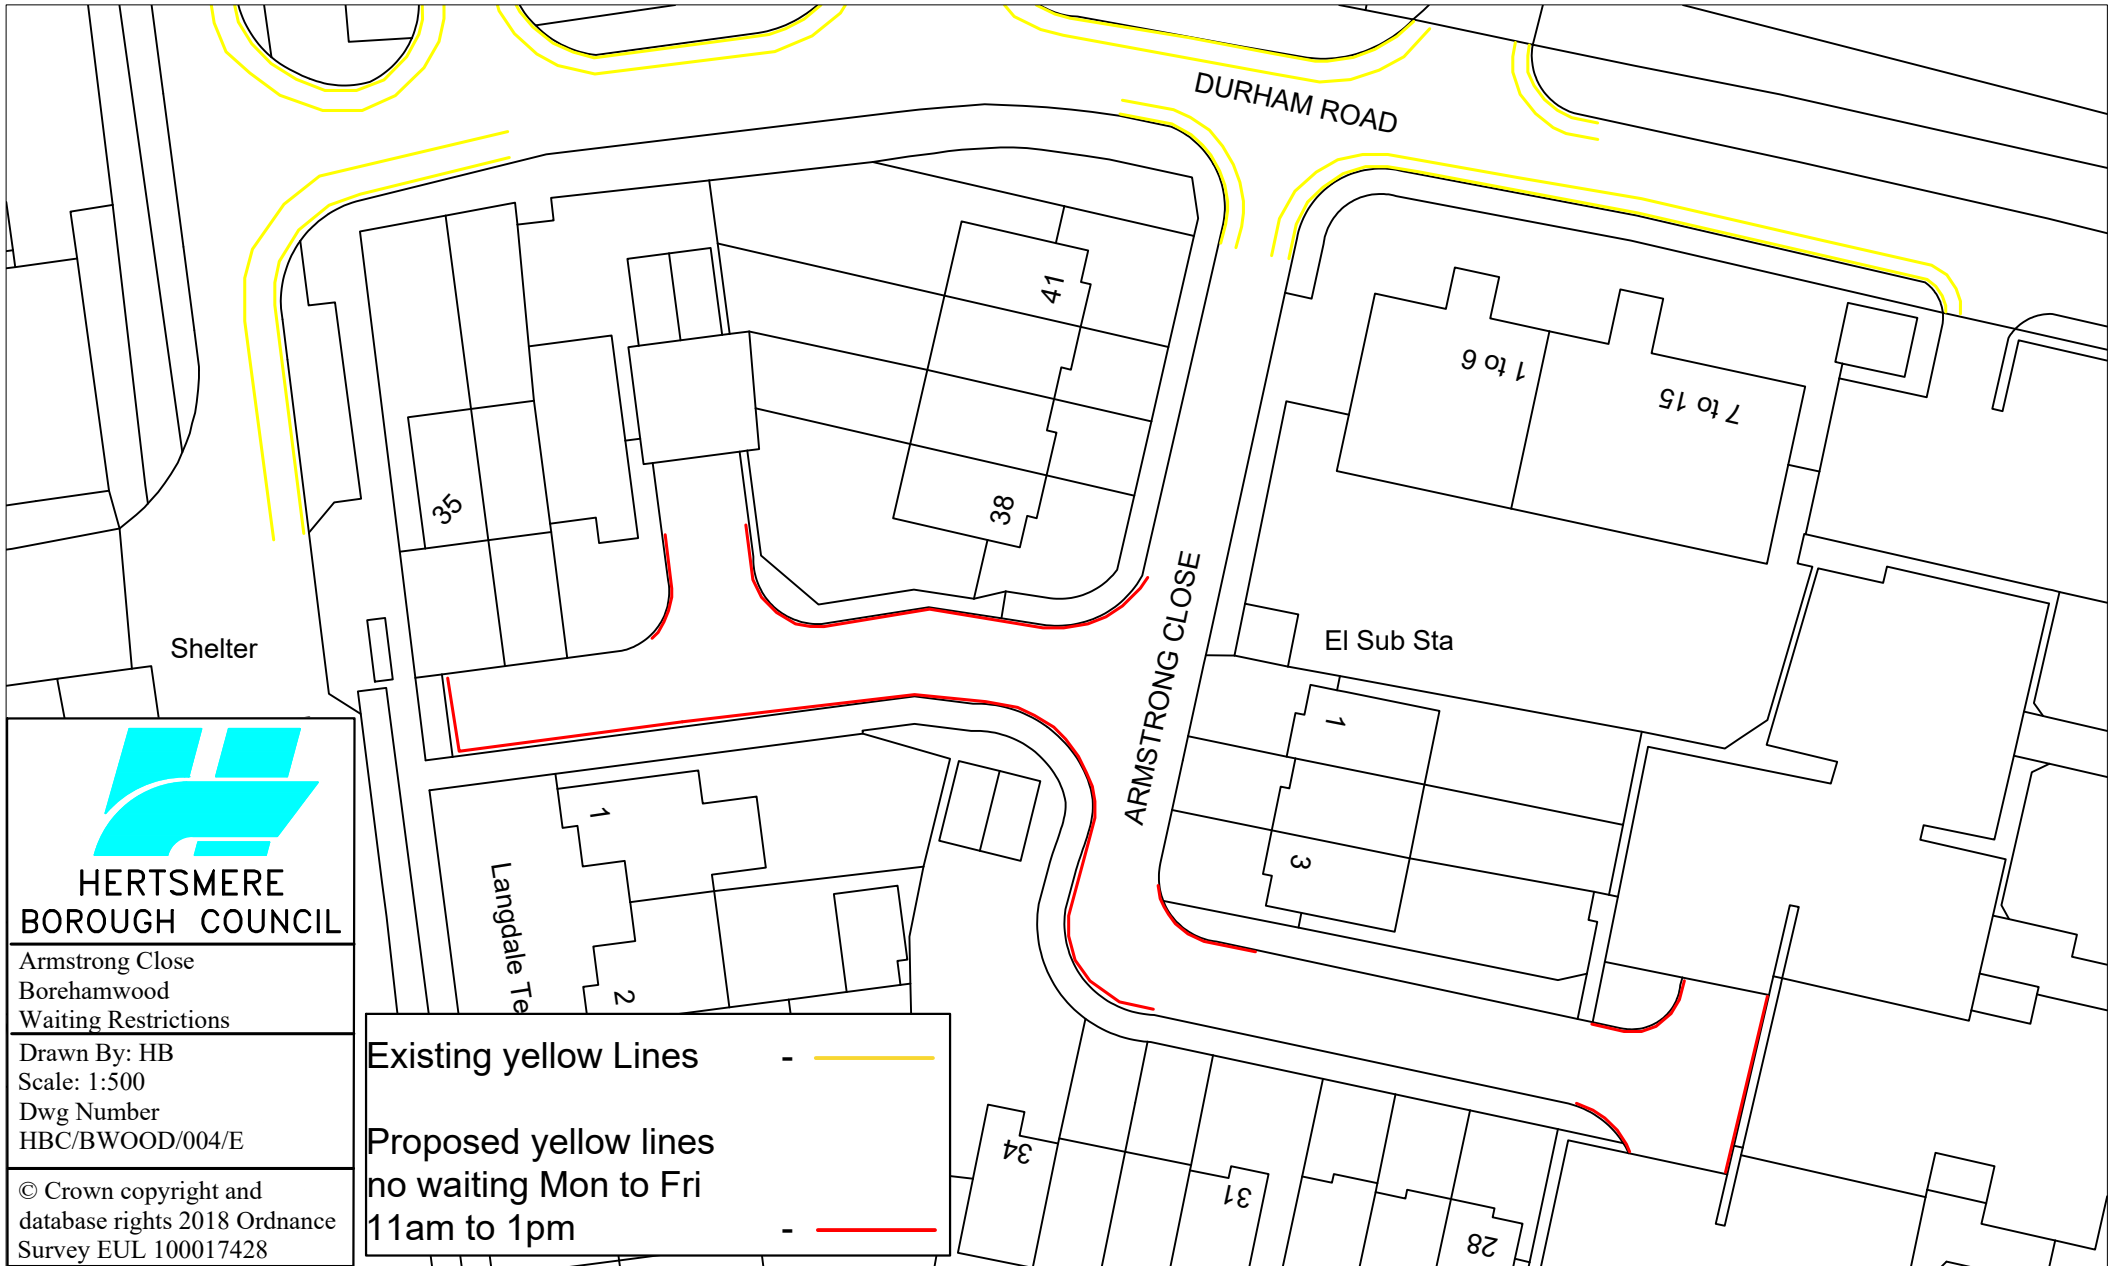 DURHAM ROAD
41
1 to 6
7 to 15
35
38
ARMSTRONG CLOSE
Shelter
El Sub Sta
1
3
1
Langdale Te
2
34
31
28
HERTSMERE
BOROUGH COUNCIL
Armstrong Close
Borehamwood
Waiting Restrictions
Drawn By: HB
Scale: 1:500
Dwg Number
HBC/BWOOD/004/E
© Crown copyright and
database rights 2018 Ordnance
Survey EUL 100017428
Existing yellow Lines -
Proposed yellow lines
no waiting Mon to Fri
11am to 1pm -